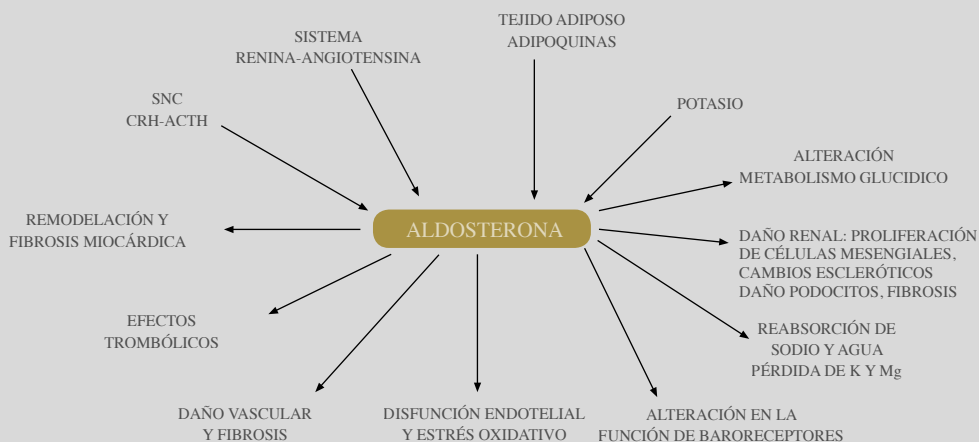 TEJIDO ADIPOSO
ADIPOQUINAS
SISTEMA
RENINA-ANGIOTENSINA
SNC
CRH-ACTH
POTASIO
ALTERACIÓN
METABOLISMO GLUCIDICO
ALDOSTERONA
REMODELACIÓN Y
FIBROSIS MIOCÁRDICA
DAÑO RENAL: PROLIFERACIÓN
DE CÉLULAS MESENGIALES,
CAMBIOS ESCLERÓTICOS
DAÑO PODOCITOS, FIBROSIS
EFECTOS
TROMBÓLICOS
REABSORCIÓN DE
SODIO Y AGUA
PÉRDIDA DE K Y Mg
DAÑO VASCULAR
Y FIBROSIS
DISFUNCIÓN ENDOTELIAL
Y ESTRÉS OXIDATIVO
ALTERACIÓN EN LA
FUNCIÓN DE BARORECEPTORES